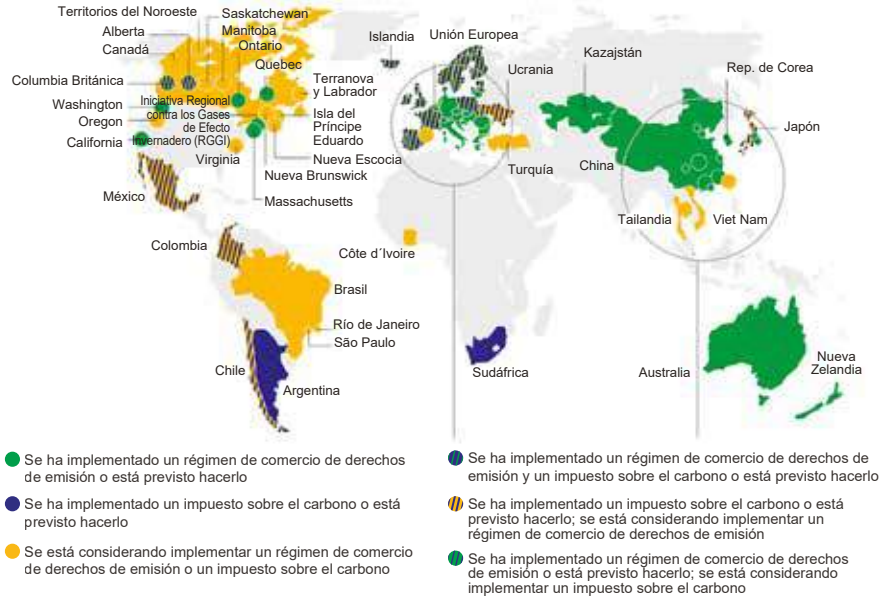 Territorios del Noroeste
Saskatchewan
Alberta
Manitoba
Canadá
Ontario
Quebec
Columbia Británica
Terranova
y Labrador
Washington
Iniciativa Regional
contra los Gases
de Efecto
Invernadero (RGGI)
Oregon
California
Isla del
Príncipe
Eduardo
Virginia
Nueva Escocia
Nueva Brunswick
Massachusetts
México
Islandia
Unión Europea
Ucrania
Turquía
Kazajstán
Rep. de Corea
Japón
China
Tailandia
Viet Nam
Colombia
Côte d´Ivoire
Brasil
Río de Janeiro
São Paulo
Chile
Argentina
Sudáfrica
Australia
Nueva
Zelandia
Se ha implementado un régimen de comercio de derechos
de emisión o está previsto hacerlo
Se ha implementado un impuesto sobre el carbono o está
previsto hacerlo
Se está considerando implementar un régimen de comercio
de derechos de emisión o un impuesto sobre el carbono
Se ha implementado un régimen de comercio de derechos de
emisión y un impuesto sobre el carbono o está previsto hacerlo
Se ha implementado un impuesto sobre el carbono o está
previsto hacerlo; se está considerando implementar un
régimen de comercio de derechos de emisión
Se ha implementado un régimen de comercio de derechos
de emisión o está previsto hacerlo; se está considerando
implementar un impuesto sobre el carbono